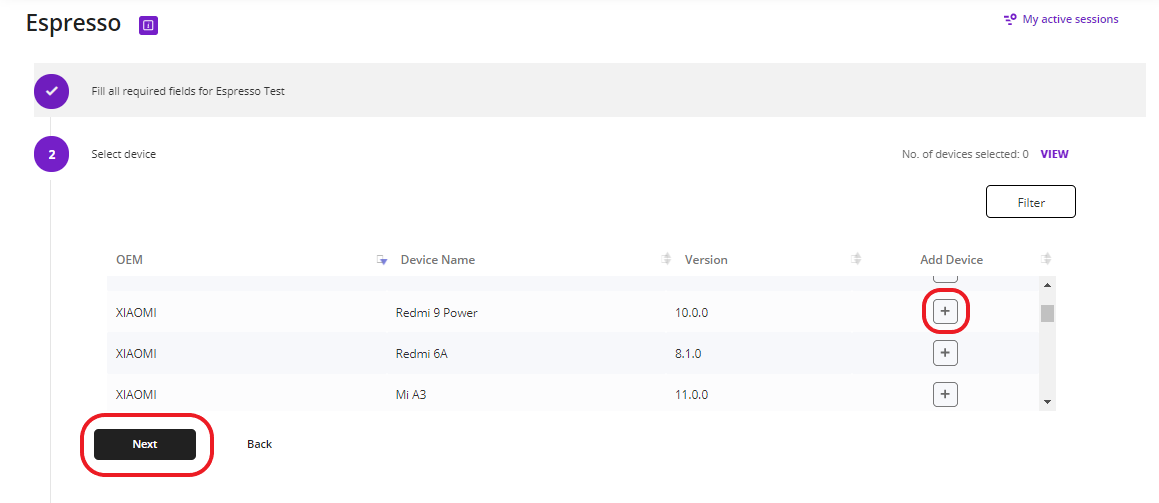 Espresso
My active sessions
Fill all required fields for Espresso Test
2 Select device No. of devices selected: 0 VIEW
Filter
OEM Device Name Version Add Device
XIAOMI Redmi 9 Power 10.0.0 +
XIAOMI Redmi 6A 8.1.0 +
XIAOMI Mi A3 11.0.0 +
Next Back